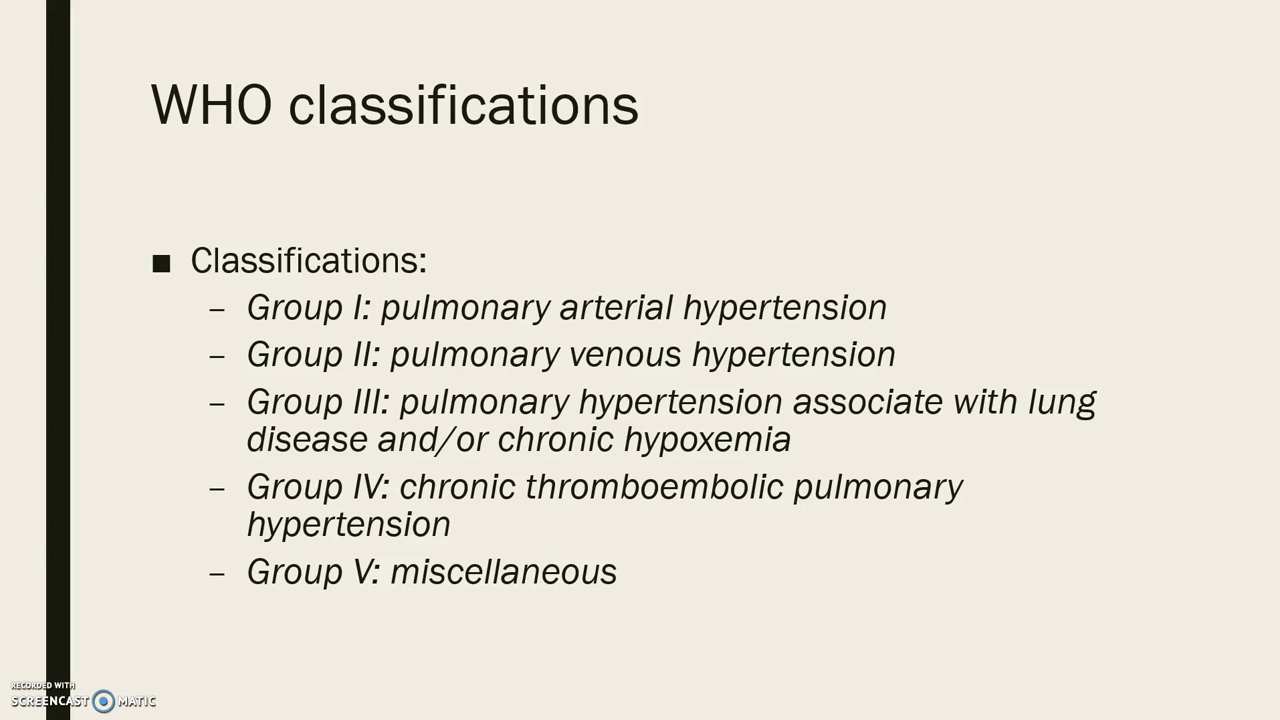 WHO classifications
■ Classifications:
– Group I: pulmonary arterial hypertension
– Group II: pulmonary venous hypertension
– Group III: pulmonary hypertension associate with lung
disease and/or chronic hypoxemia
– Group IV: chronic thromboembolic pulmonary
hypertension
– Group V: miscellaneous
RECORDED WITH
SCREENCAST MATIC